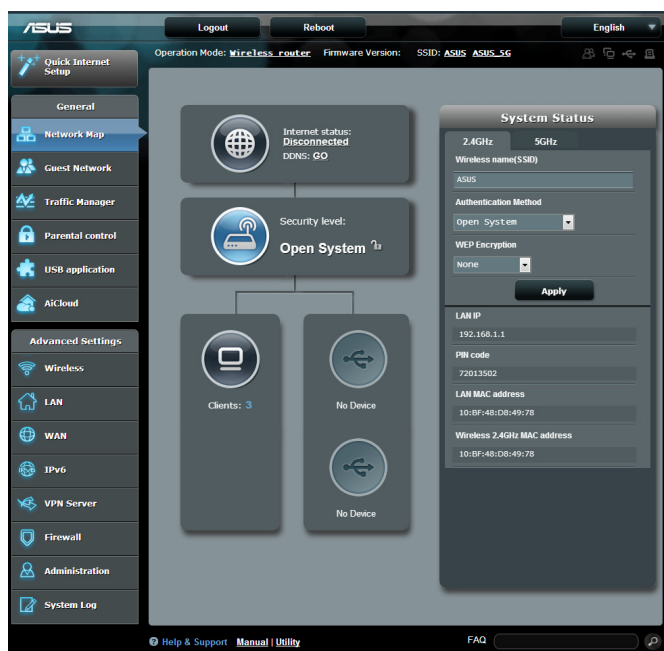 ASUS
Logout
Reboot
English
Quick Internet
Setup
Operation Mode: Wireless router Firmware Version: SSID: ASUS ASUS_5G
General
Network Map
Guest Network
Traffic Manager
Parental control
USB application
AiCloud
Advanced Settings
Wireless
LAN
WAN
IPv6
VPN Server
Firewall
Administration
System Log
Internet status:
Disconnected
DDNS: GO
Security level:
Open System
Clients: 3
No Device
No Device
System Status
2.4GHz
5GHz
Wireless name(SSID)
ASUS
Authentication Method
Open System
WEP Encryption
None
Apply
LAN IP
192.168.1.1
PIN code
72013502
LAN MAC address
10:BF:48:D8:49:78
Wireless 2.4GHz MAC address
10:BF:48:D8:49:78
Help & Support Manual | Utility
FAQ